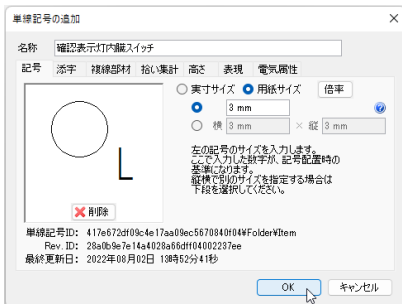 単線記号の追加
名称 確認表示灯内臓スイッチ
記号 添字 複線部材 拾い集計 高さ 表現 電気属性
実寸サイズ 用紙サイズ 倍率
3 mm
横 3 mm × 縦 3 mm
左の記号のサイズを入力します。
ここで入力した数字が、記号配置時の
基準になります。
縦横で別のサイズを指定する場合は
下段を選択してください。
L
削除
単線記号ID: 417e672df09c4e17aa09ec5670840f04¥Folder¥Item
Rev. ID: 28a0b9e7e14a4028a66dff04002237ee
最終更新日: 2022年08月02日 13時52分41秒
OK キャンセル